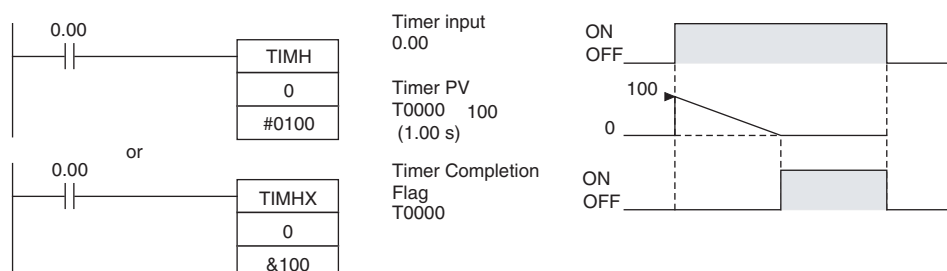 0.00
TIMH
0
#0100
or
0.00
TIMHX
0
&100
Timer input
0.00
Timer PV
T0000 100
(1.00 s)
Timer Completion
Flag
T0000
ON
OFF
100
0
ON
OFF